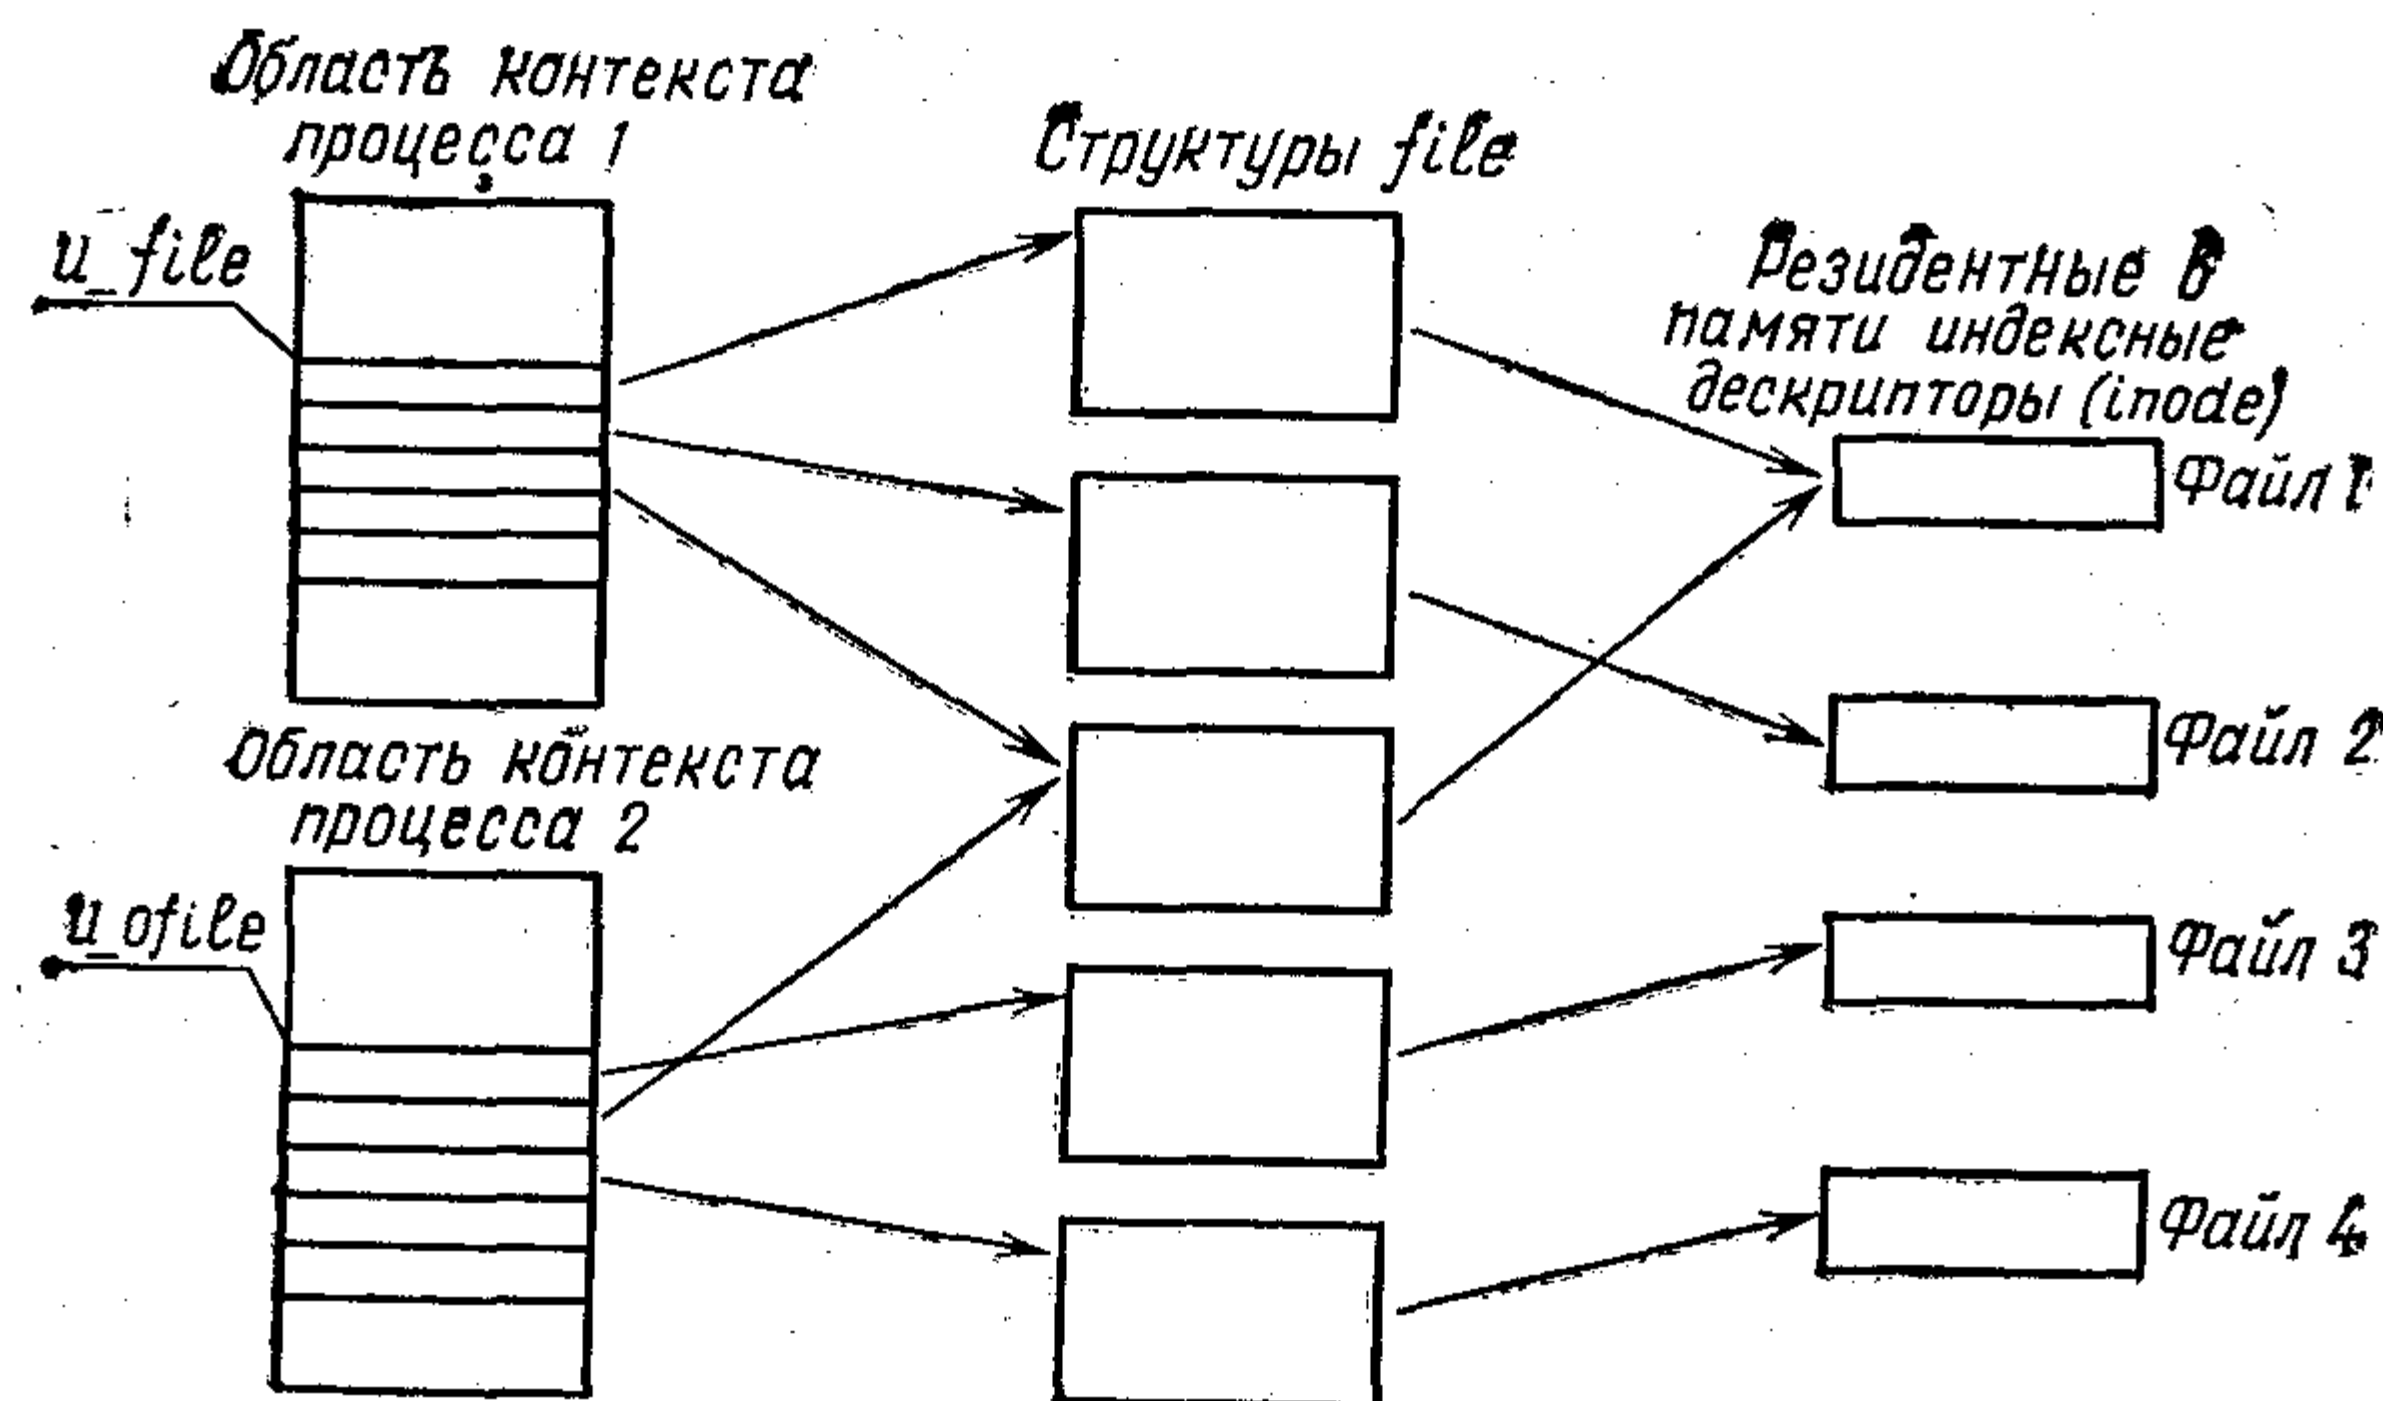 Область контекста
процесса 1
u_file
Структуры file
Резидентные в
памяти индексные
дескрипторы (inode)
Файл 1
Файл 2
Область контекста
процесса 2
u_ofile
Файл 3
Файл 4